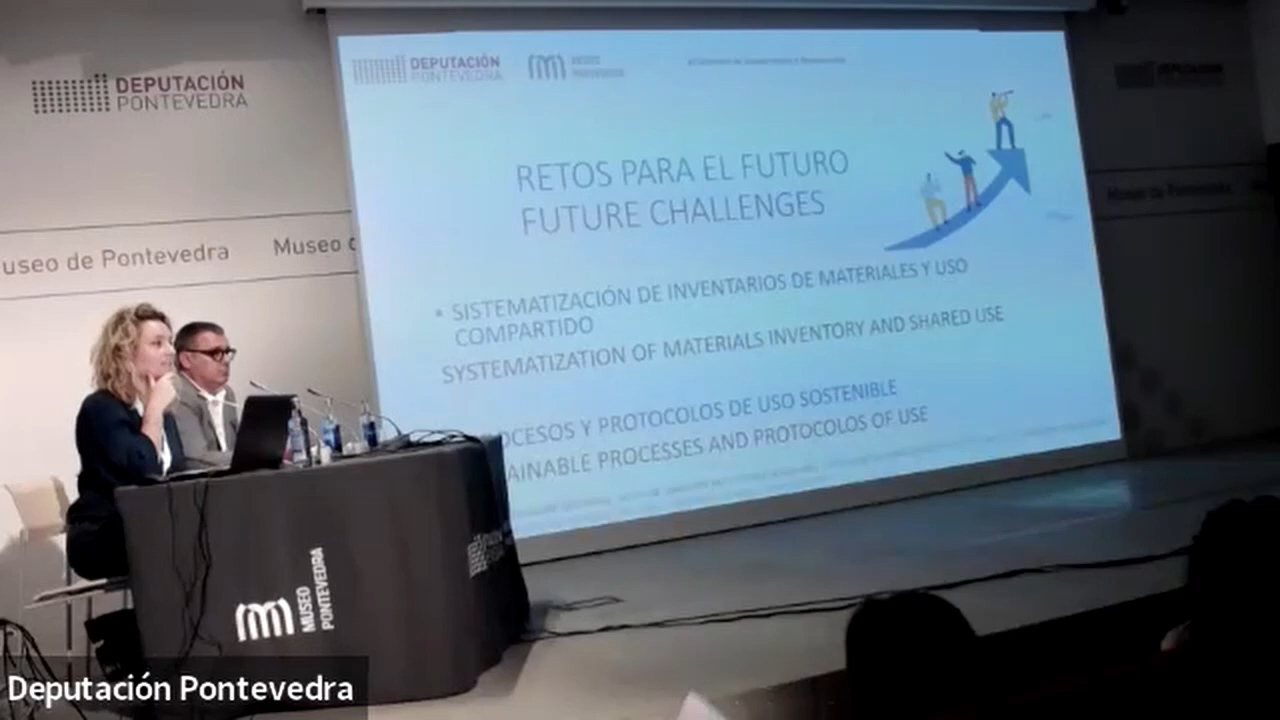 DEPUTACIÓN
PONTEVEDRA
useo de Pontevedra
Museo d
DEPUTACIÓN
PONTEVEDRA
MUSEO
PONTEVEDRA
RETOS PARA EL FUTURO
FUTURE CHALLENGES
• SISTEMATIZACIÓN DE INVENTARIOS DE MATERIALES Y USO
COMPARTIDO
SYSTEMATIZATION OF MATERIALS INVENTORY AND SHARED USE
OCESOS Y PROTOCOLOS DE USO SOSTENIBLE
AINABLE PROCESSES AND PROTOCOLOS OF USE
MUSEO
PONTEVEDRA
Deputación Pontevedra